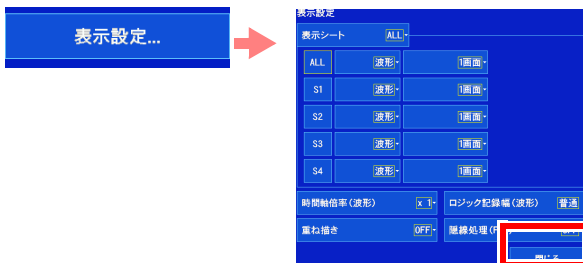 表示設定...
表示設定
表示シート ALL
ALL 波形 1画面
S1 波形 1画面
S2 波形 1画面
S3 波形 1画面
S4 波形 1画面
時間軸倍率(波形) x 1 ロジック記録幅(波形) 普通
重ね描き OFF 隠線処理(F
閉じる